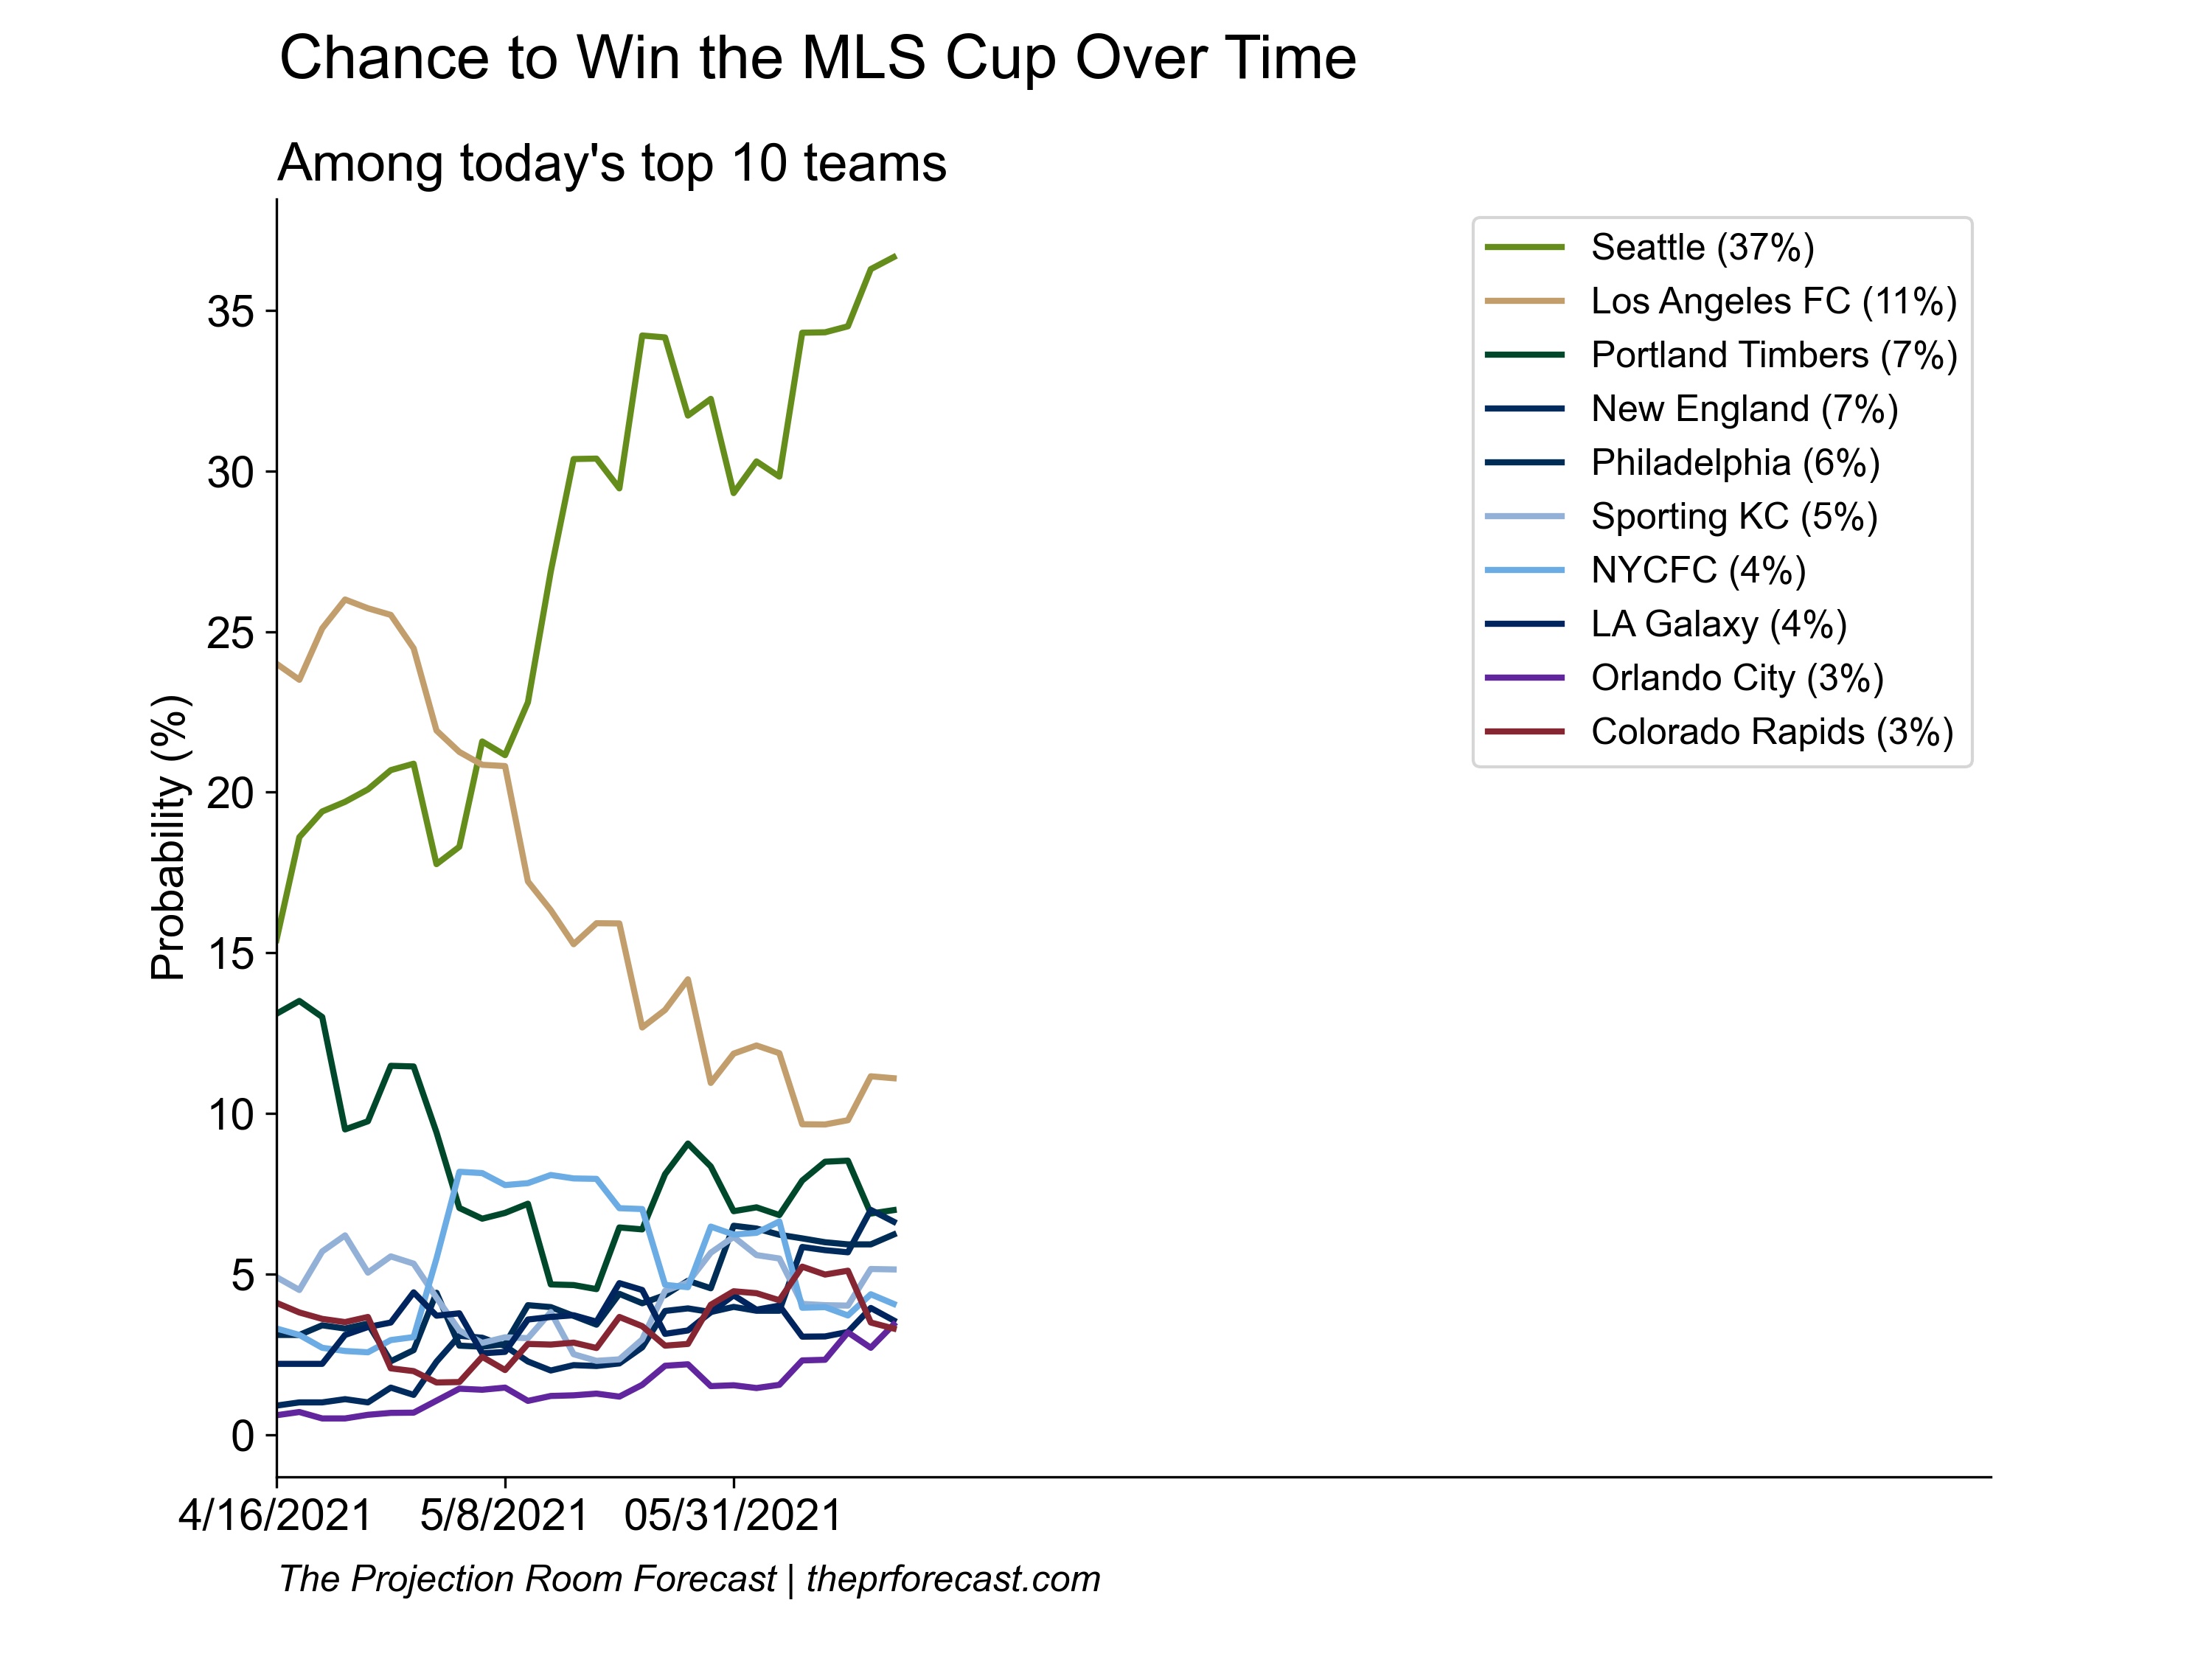 Chance to Win the MLS Cup Over Time
Among today's top 10 teams
Seattle (37%)
Los Angeles FC (11%)
Portland Timbers (7%)
New England (7%)
Philadelphia (6%)
Sporting KC (5%)
NYCFC (4%)
LA Galaxy (4%)
Orlando City (3%)
Colorado Rapids (3%)
Probability (%)
35
30
25
20
15
10
5
0
4/16/2021 5/8/2021 05/31/2021
The Projection Room Forecast | theprforecast.com